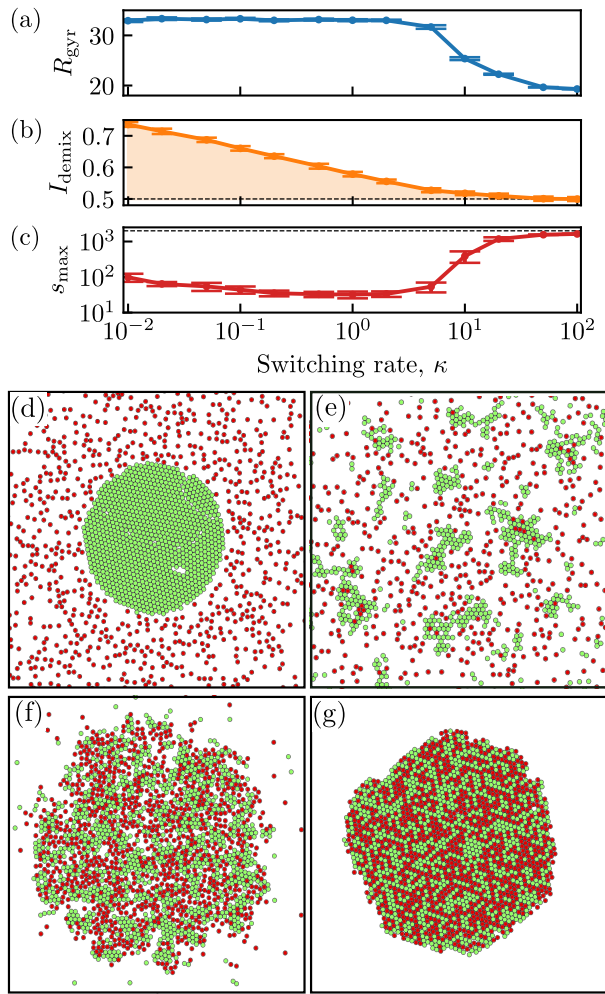 (a)
R_gyr
33
20
(b)
I_demix
0.7
0.6
0.5
(c)
s_max
10^3
10^2
10^1
10^−2 10^−1 10^0 10^1 10^2
Switching rate, κ
(d) (e)
(f) (g)